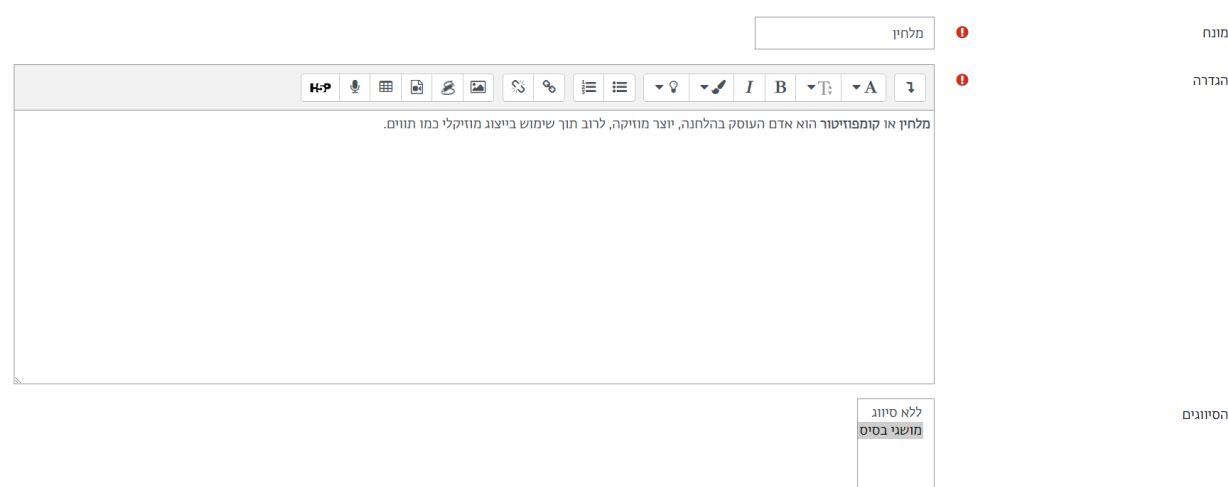 מונח
מלחין
הגדרה
A T I B H5P
מלחין או קומפוזיטור הוא אדם העוסק בהלחנה, יוצר מוזיקה, לרוב תוך שימוש בייצוג מוזיקלי כמו תווים.
הסיווגים
ללא סיווג
מושגי בסיס